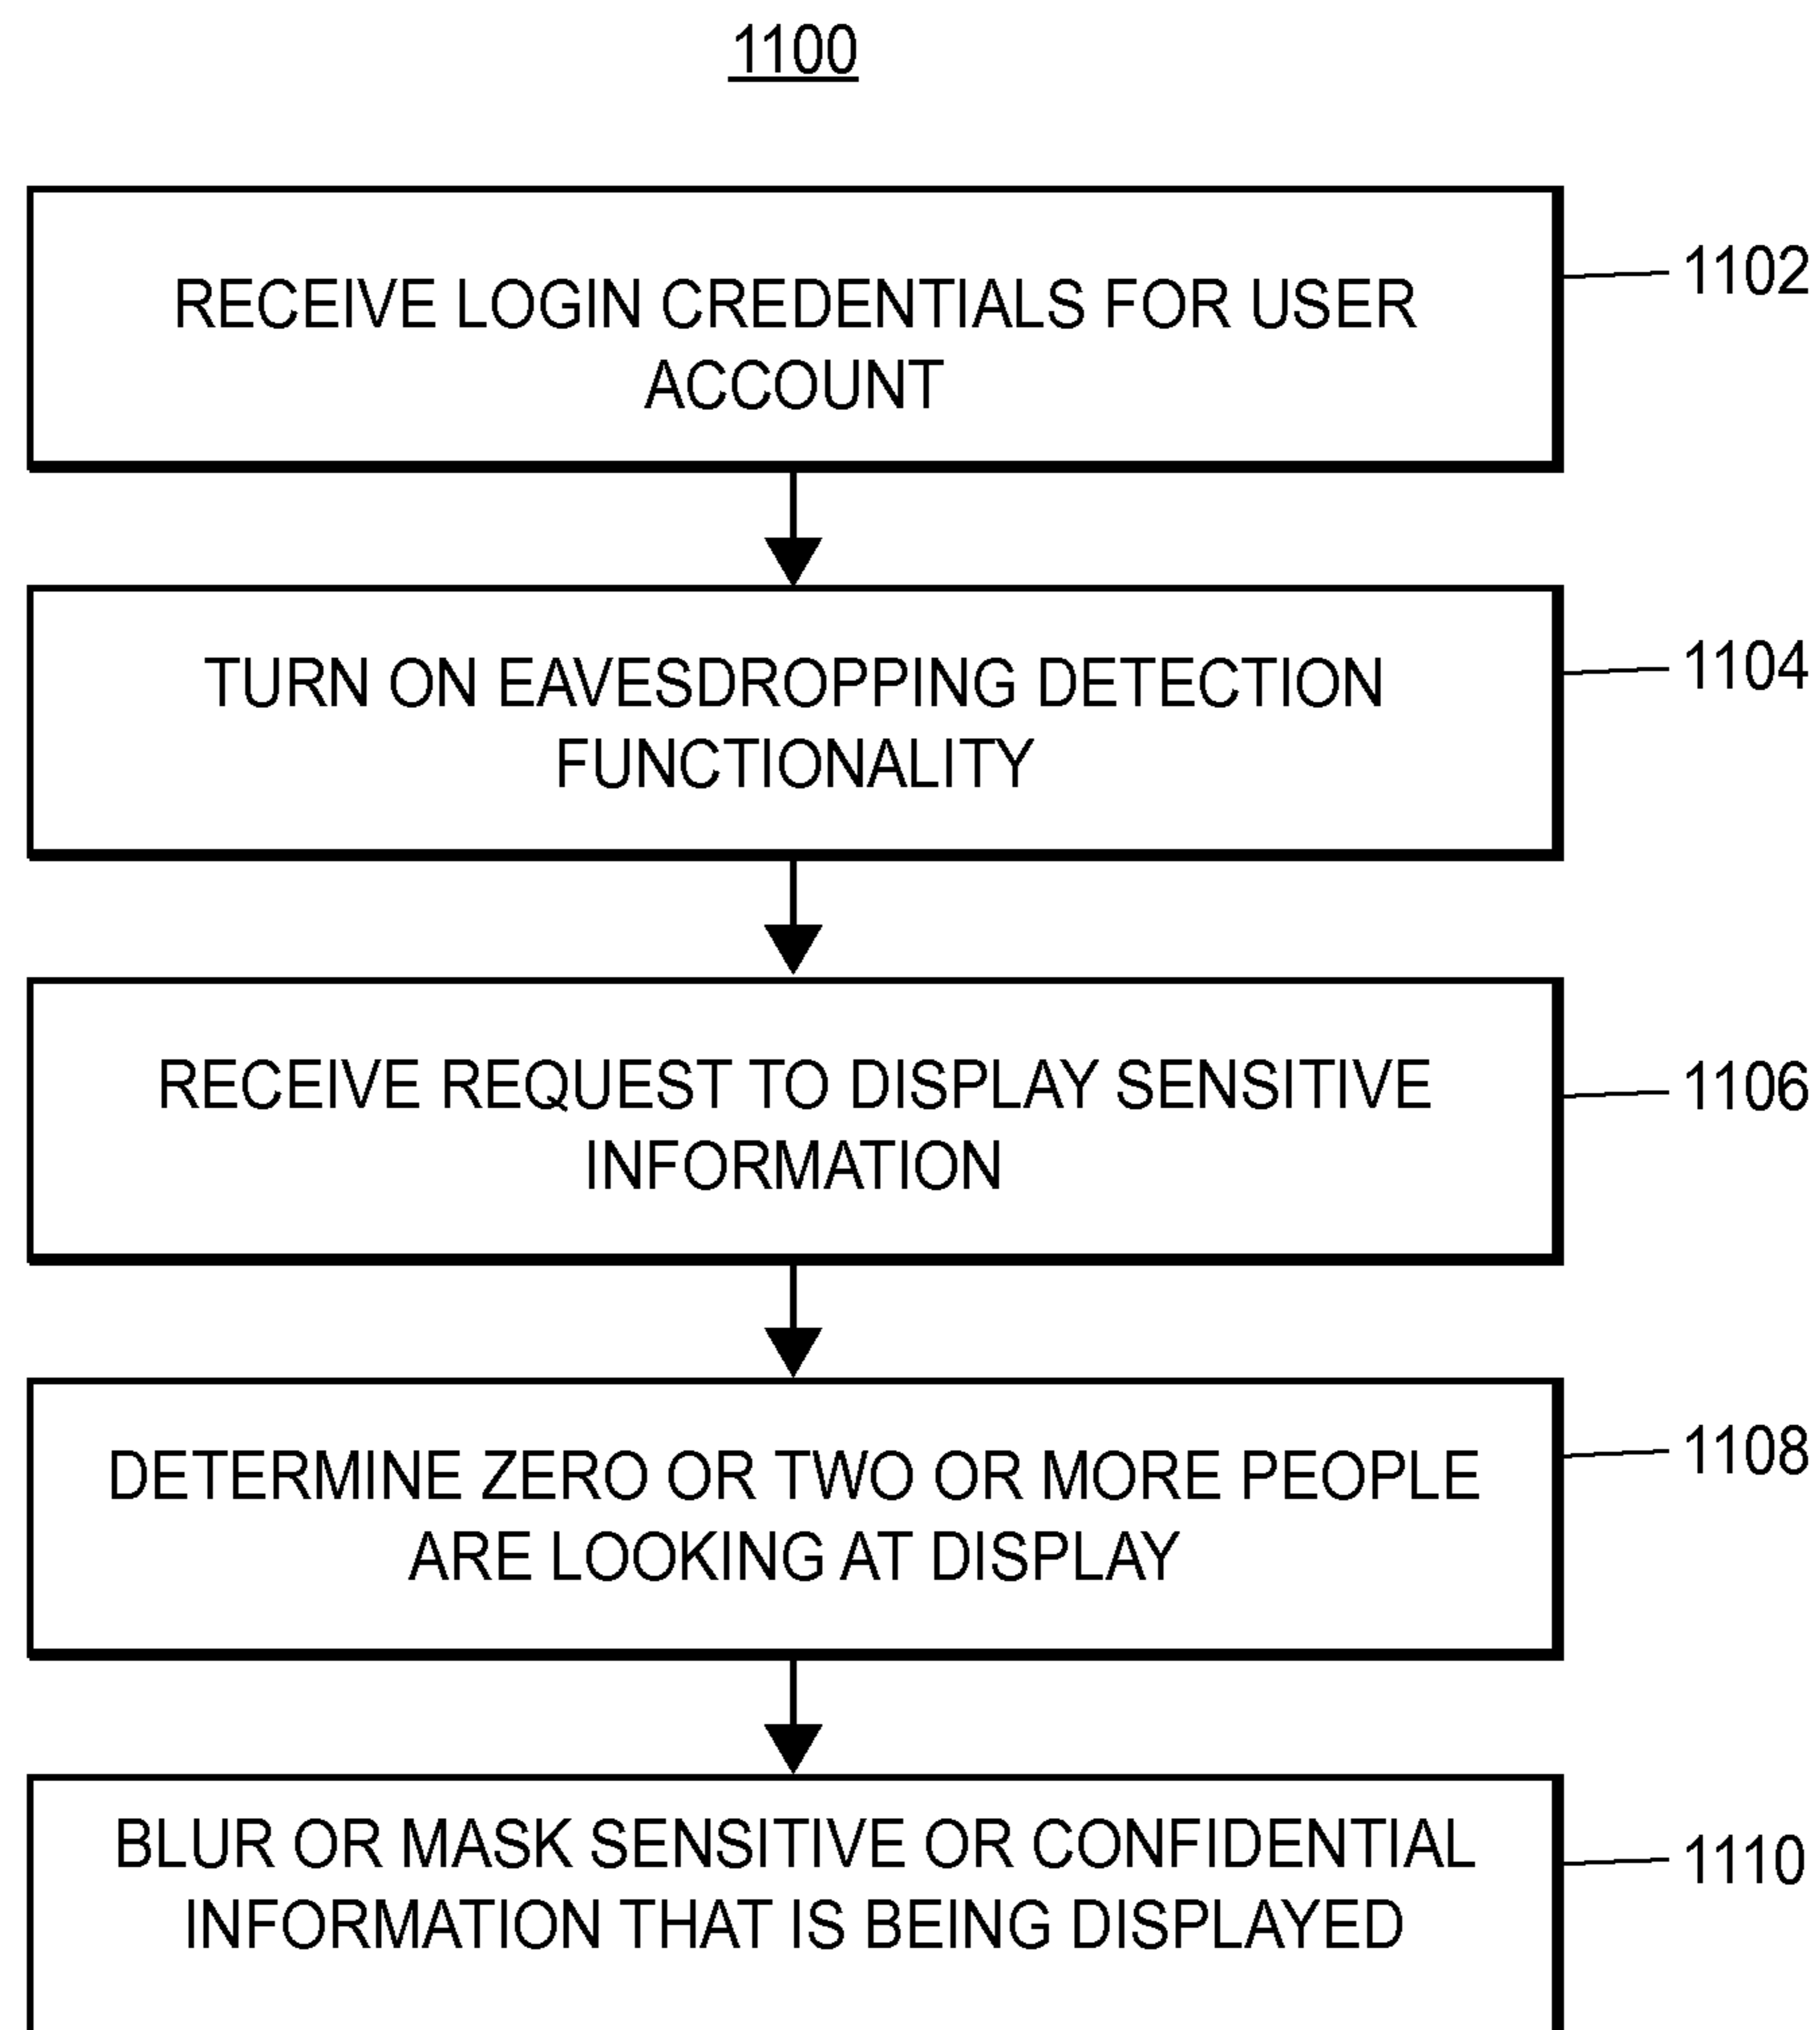 1100
RECEIVE LOGIN CREDENTIALS FOR USER
ACCOUNT
1102
TURN ON EAVESDROPPING DETECTION
FUNCTIONALITY
1104
RECEIVE REQUEST TO DISPLAY SENSITIVE
INFORMATION
1106
DETERMINE ZERO OR TWO OR MORE PEOPLE
ARE LOOKING AT DISPLAY
1108
BLUR OR MASK SENSITIVE OR CONFIDENTIAL
INFORMATION THAT IS BEING DISPLAYED
1110